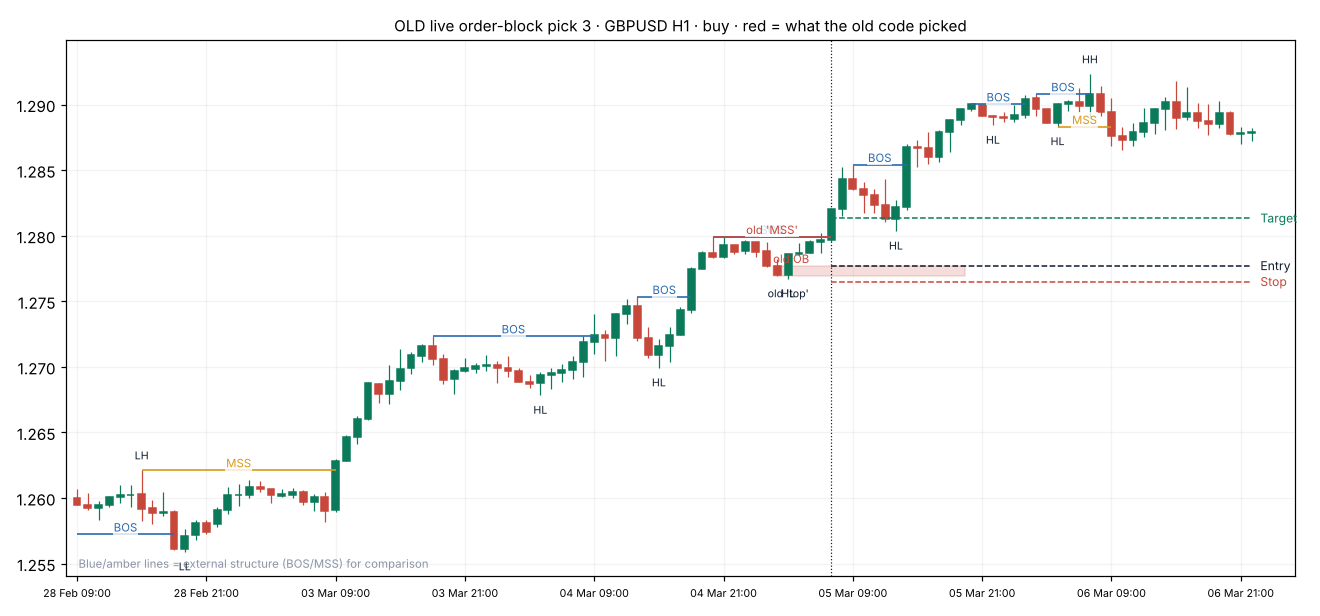 OLD live order-block pick 3 · GBPUSD H1 · buy · red = what the old code picked
HH
1.290
BOS
BOS
MSS
HL
HL
1.285
BOS
Target
1.280
old 'MSS'
HL
old OB
Entry
1.275
BOS
Stop
HL
BOS
1.270
HL
HL
1.265
LH
MSS
1.260
BOS
1.255
Blue/amber lines = external structure (BOS/MSS) for comparison
LL
28 Feb 09:00
28 Feb 21:00
03 Mar 09:00
03 Mar 21:00
04 Mar 09:00
04 Mar 21:00
05 Mar 09:00
05 Mar 21:00
06 Mar 09:00
06 Mar 21:00